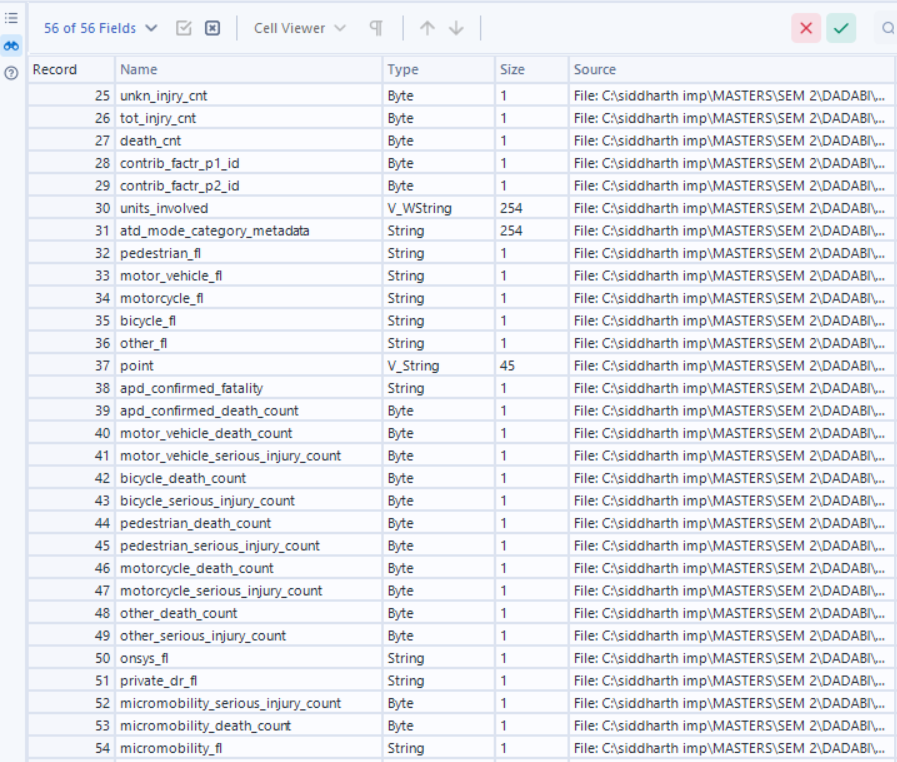 56 of 56 Fields Cell Viewer
Record Name Type Size Source
25 unkn_injry_cnt Byte 1 File: C:\siddharth imp\MASTERS\SEM 2\DADABI\,...
26 tot_injry_cnt Byte 1 File: C:\siddharth imp\MASTERS\SEM 2\DADABI\,...
27 death_cnt Byte 1 File: C:\siddharth imp\MASTERS\SEM 2\DADABI\,...
28 contrib_factr_p1_id Byte 1 File: C:\siddharth imp\MASTERS\SEM 2\DADABI\,...
29 contrib_factr_p2_id Byte 1 File: C:\siddharth imp\MASTERS\SEM 2\DADABI\,...
30 units_involved V_WString 254 File: C:\siddharth imp\MASTERS\SEM 2\DADABI\,...
31 atd_mode_category_metadata String 254 File: C:\siddharth imp\MASTERS\SEM 2\DADABI\,...
32 pedestrian_fl String 1 File: C:\siddharth imp\MASTERS\SEM 2\DADABI\,...
33 motor_vehicle_fl String 1 File: C:\siddharth imp\MASTERS\SEM 2\DADABI\,...
34 motorcycle_fl String 1 File: C:\siddharth imp\MASTERS\SEM 2\DADABI\,...
35 bicycle_fl String 1 File: C:\siddharth imp\MASTERS\SEM 2\DADABI\,...
36 other_fl String 1 File: C:\siddharth imp\MASTERS\SEM 2\DADABI\,...
37 point V_String 45 File: C:\siddharth imp\MASTERS\SEM 2\DADABI\,...
38 apd_confirmed_fatality String 1 File: C:\siddharth imp\MASTERS\SEM 2\DADABI\,...
39 apd_confirmed_death_count Byte 1 File: C:\siddharth imp\MASTERS\SEM 2\DADABI\,...
40 motor_vehicle_death_count Byte 1 File: C:\siddharth imp\MASTERS\SEM 2\DADABI\,...
41 motor_vehicle_serious_injury_count Byte 1 File: C:\siddharth imp\MASTERS\SEM 2\DADABI\,...
42 bicycle_death_count Byte 1 File: C:\siddharth imp\MASTERS\SEM 2\DADABI\,...
43 bicycle_serious_injury_count Byte 1 File: C:\siddharth imp\MASTERS\SEM 2\DADABI\,...
44 pedestrian_death_count Byte 1 File: C:\siddharth imp\MASTERS\SEM 2\DADABI\,...
45 pedestrian_serious_injury_count Byte 1 File: C:\siddharth imp\MASTERS\SEM 2\DADABI\,...
46 motorcycle_death_count Byte 1 File: C:\siddharth imp\MASTERS\SEM 2\DADABI\,...
47 motorcycle_serious_injury_count Byte 1 File: C:\siddharth imp\MASTERS\SEM 2\DADABI\,...
48 other_death_count Byte 1 File: C:\siddharth imp\MASTERS\SEM 2\DADABI\,...
49 other_serious_injury_count Byte 1 File: C:\siddharth imp\MASTERS\SEM 2\DADABI\,...
50 onsys_fl String 1 File: C:\siddharth imp\MASTERS\SEM 2\DADABI\,...
51 private_dr_fl String 1 File: C:\siddharth imp\MASTERS\SEM 2\DADABI\,...
52 micromobility_serious_injury_count Byte 1 File: C:\siddharth imp\MASTERS\SEM 2\DADABI\,...
53 micromobility_death_count Byte 1 File: C:\siddharth imp\MASTERS\SEM 2\DADABI\,...
54 micromobility_fl String 1 File: C:\siddharth imp\MASTERS\SEM 2\DADABI\,...